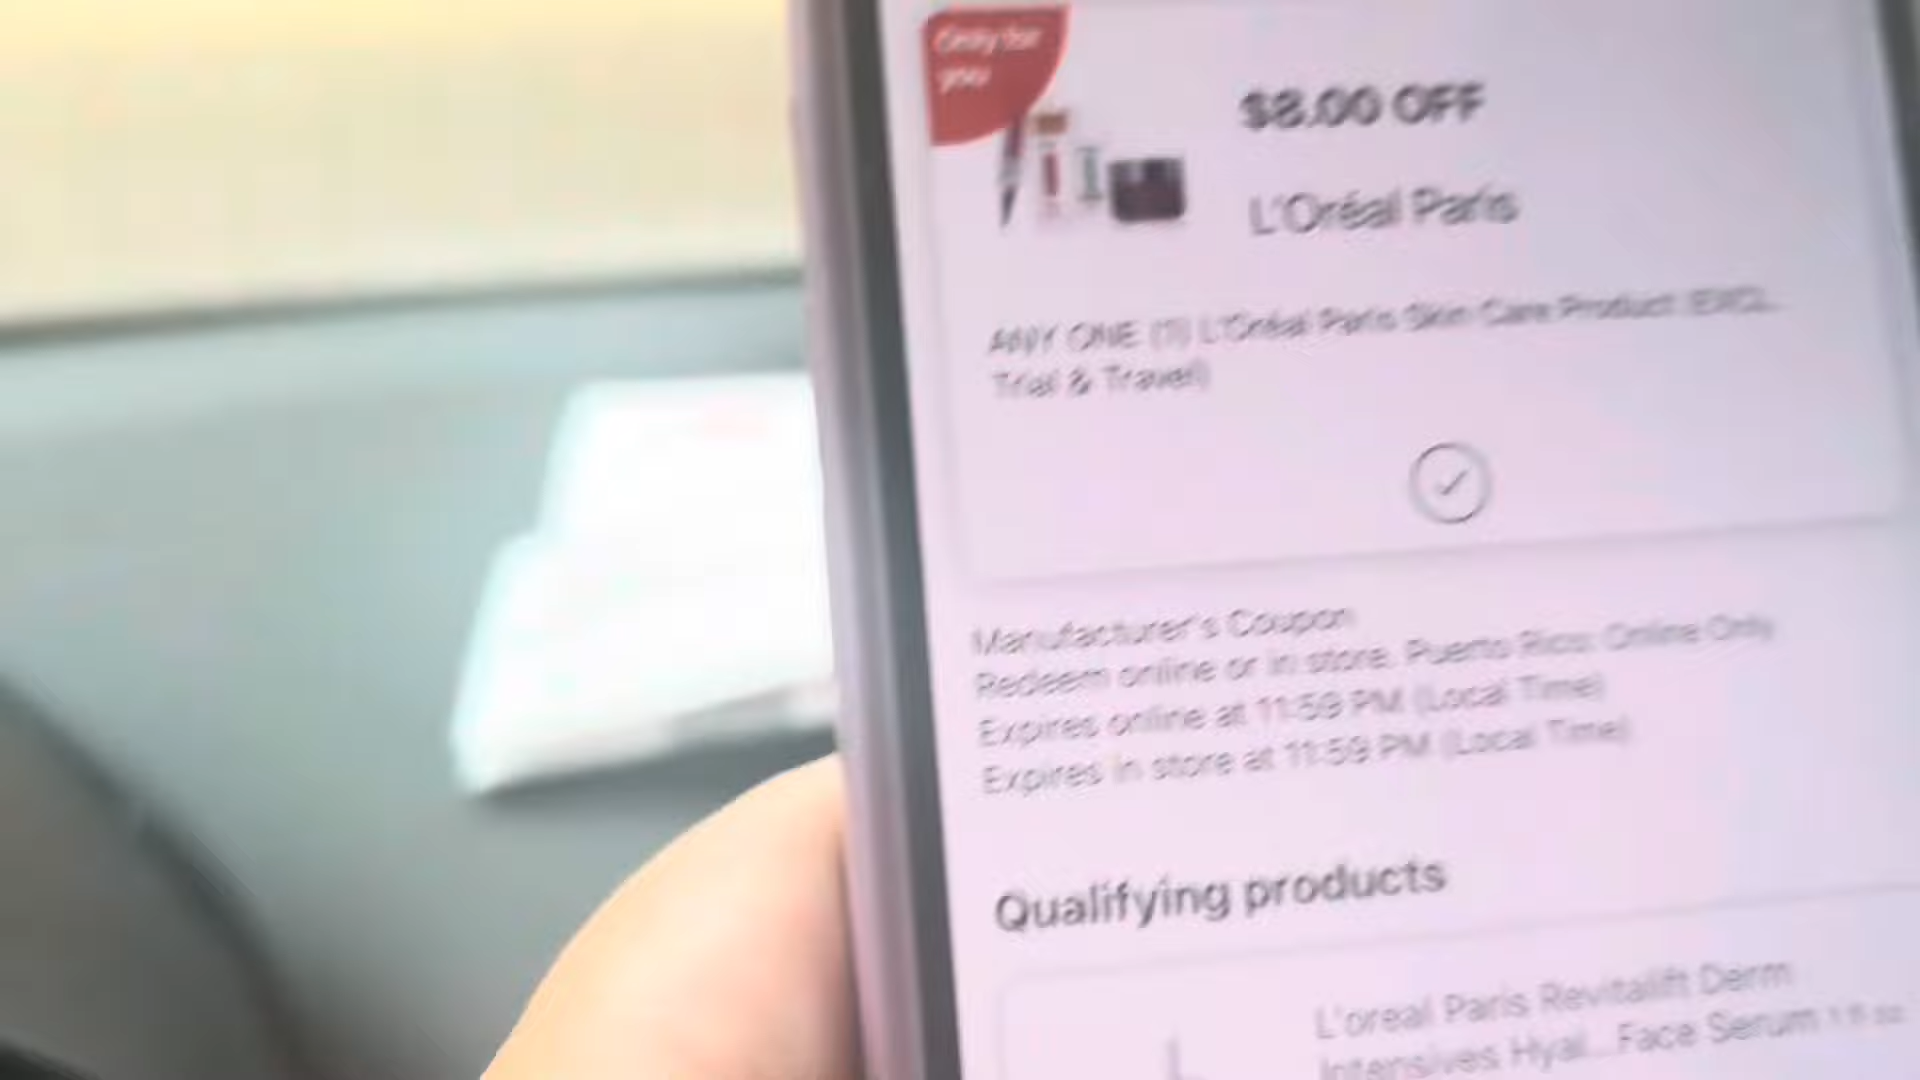 Only for
you
$8.00 OFF
L'Oréal Paris
ANY ONE (1) L'Oréal Paris Skin Care Product (EXCL.
Trial & Travel)
Manufacturer's Coupon
Redeem online or in store. Puerto Rico: Online Only
Expires online at 11:59 PM (Local Time)
Expires in store at 11:59 PM (Local Time)
Qualifying products
L'oreal Paris Revitalift Derm
Intensives Hyal...Face Serum 1 fl oz